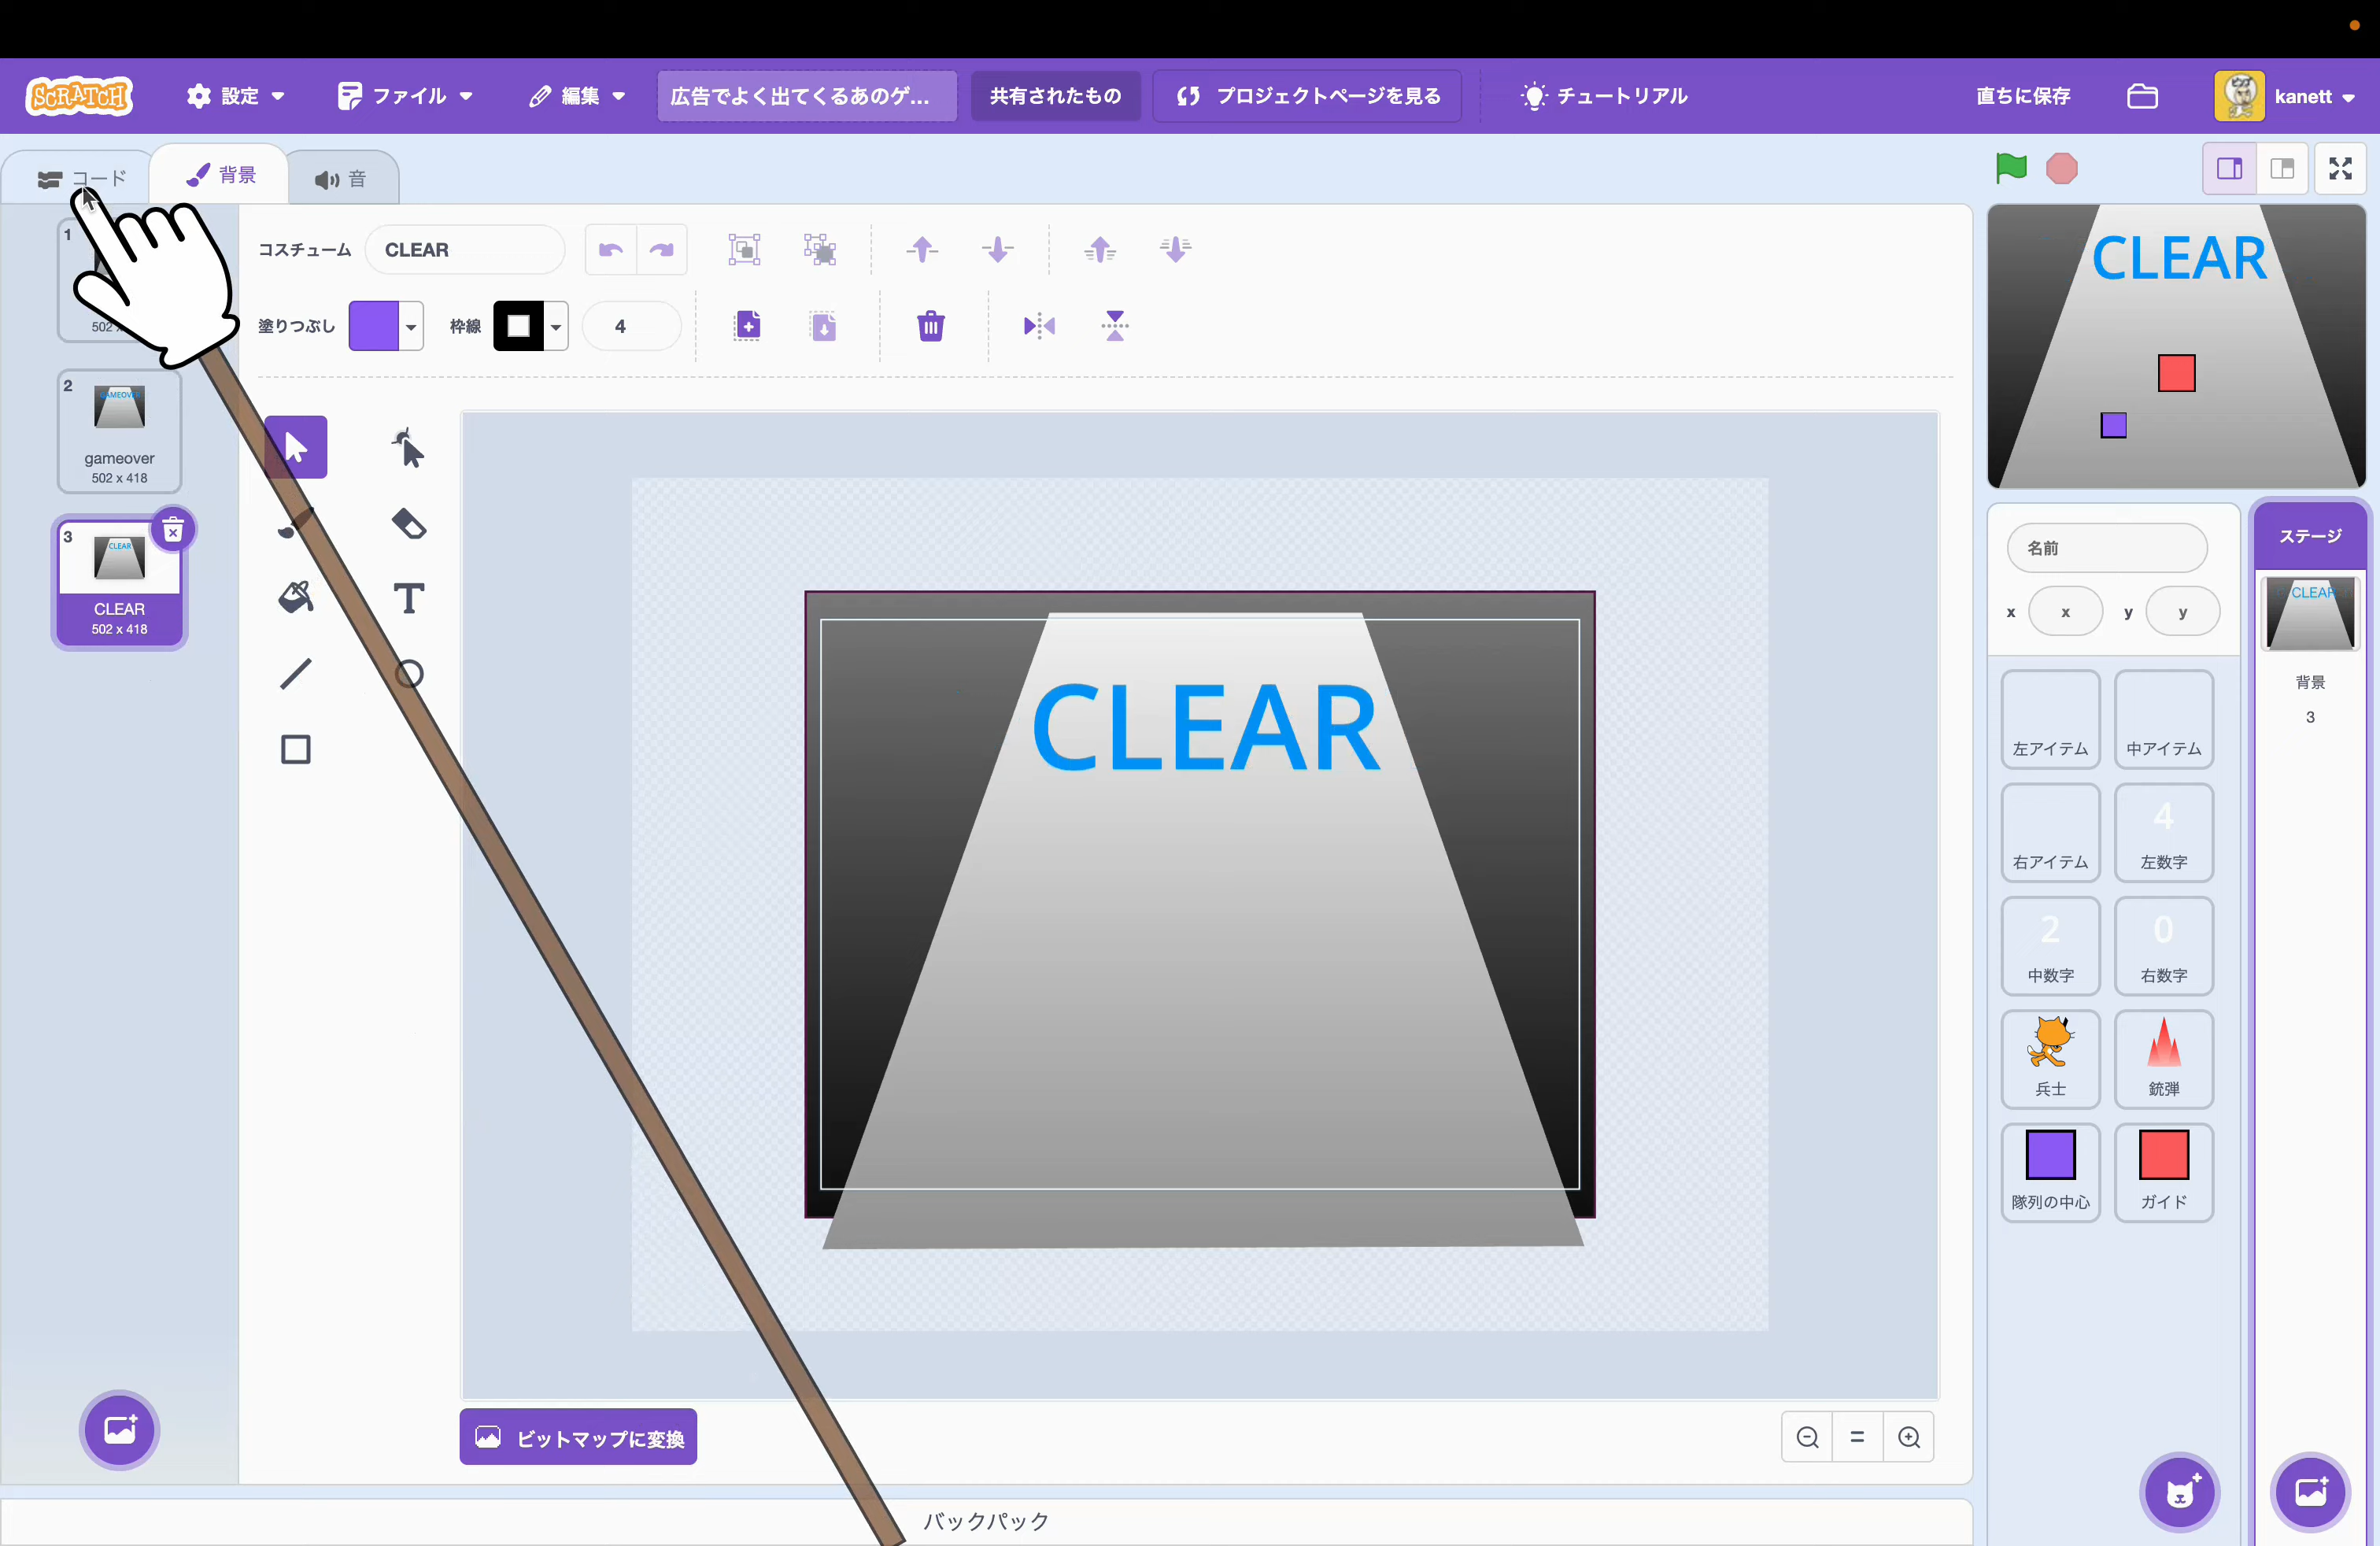 SCRATCH
設定
ファイル
編集
広告でよく出てくるあのゲ...
共有されたもの
プロジェクトページを見る
チュートリアル
直ちに保存
kanett
コード
背景
音
1
502 x
2
GAMEOVER
gameover
502 x 418
3
CLEAR
CLEAR
502 x 418
コスチューム
CLEAR
塗りつぶし
枠線
4
T
CLEAR
ビットマップに変換
バックパック
CLEAR
名前
x
x
y
y
左アイテム
中アイテム
右アイテム
4
左数字
2
中数字
0
右数字
兵士
銃弾
隊列の中心
ガイド
ステージ
CLEAR
背景
3